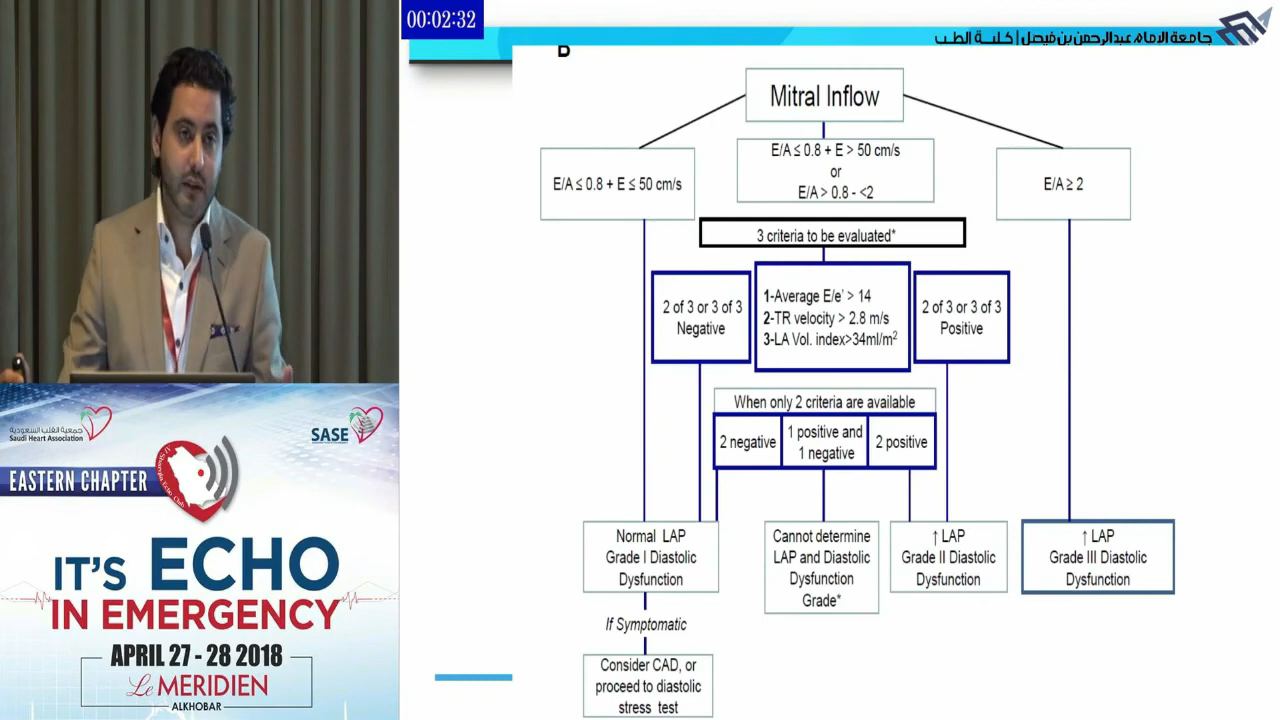 00:02:32
جامعة الإمام عبدالرحمن بن فيصل | كلية الطب
B
Mitral Inflow
E/A ≤ 0.8 + E ≤ 50 cm/s
E/A ≤ 0.8 + E > 50 cm/s
or
E/A > 0.8 - <2
E/A ≥ 2
3 criteria to be evaluated*
2 of 3 or 3 of 3
Negative
1-Average E/e' > 14
2-TR velocity > 2.8 m/s
3-LA Vol. index>34ml/m²
2 of 3 or 3 of 3
Positive
When only 2 criteria are available
2 negative
1 positive and
1 negative
2 positive
Normal LAP
Grade I Diastolic
Dysfunction
Cannot determine
LAP and Diastolic
Dysfunction
Grade*
↑ LAP
Grade II Diastolic
Dysfunction
↑ LAP
Grade III Diastolic
Dysfunction
If Symptomatic
Consider CAD, or
proceed to diastolic
stress test
جمعية القلب السعودية
Saudi Heart Association
SASE
EASTERN CHAPTER
IT'S ECHO
IN EMERGENCY
APRIL 27 - 28 2018
Le MERIDIEN
ALKHOBAR